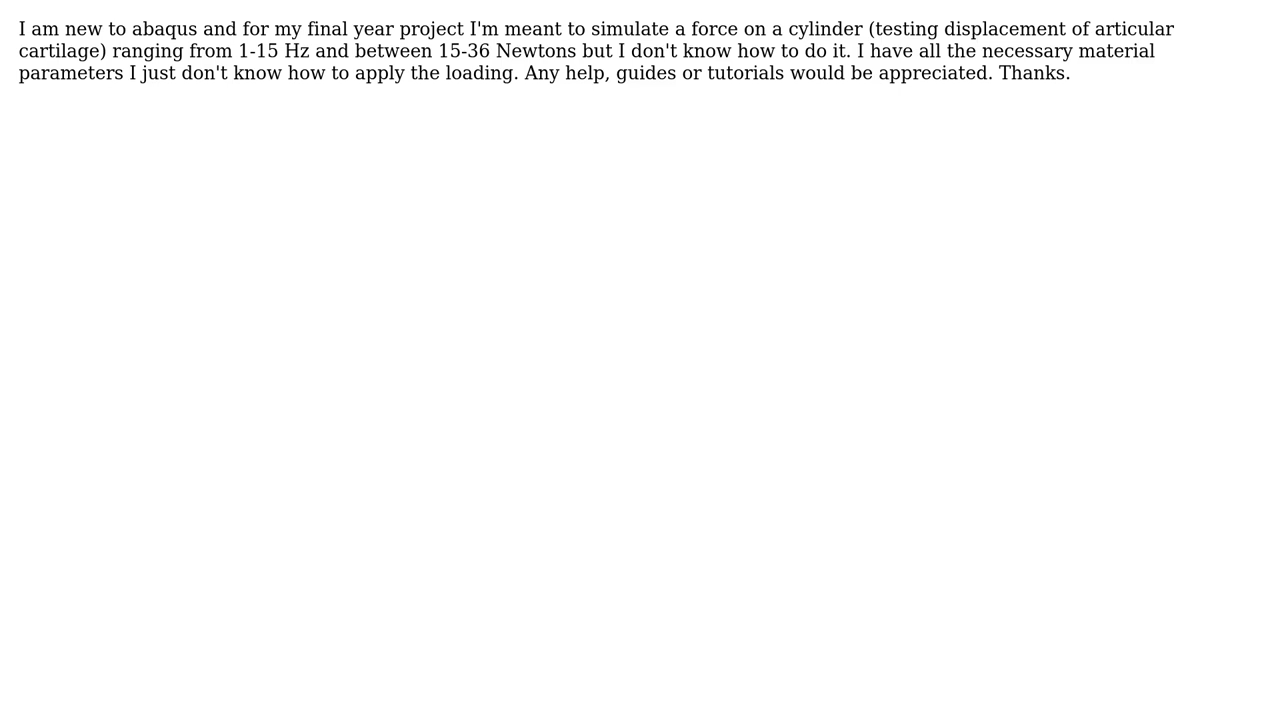 I am new to abaqus and for my final year project I'm meant to simulate a force on a cylinder (testing displacement of articular
cartilage) ranging from 1-15 Hz and between 15-36 Newtons but I don't know how to do it. I have all the necessary material
parameters I just don't know how to apply the loading. Any help, guides or tutorials would be appreciated. Thanks.